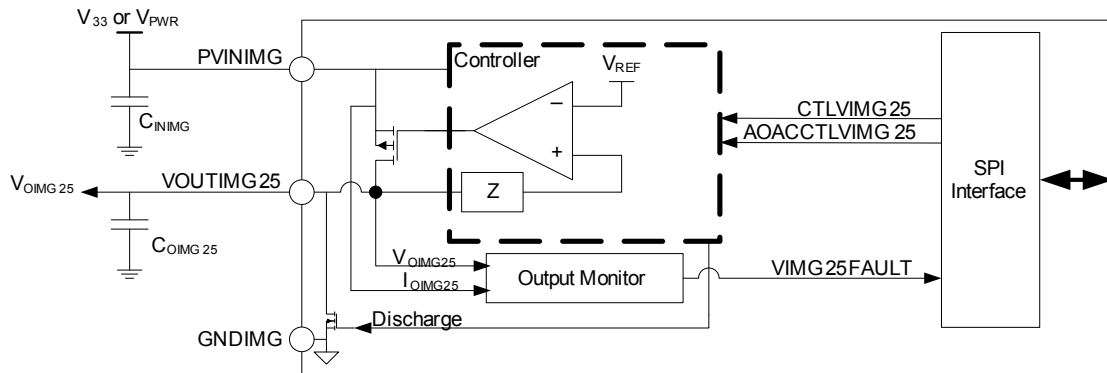 V33 or VPWR
PVINIMG
CINIMG
VOIMG25
VOUTIMG25
COIMG25
GNDIMG
Controller
VREF
−
+
Z
VOIMG25
IOIMG25
Output Monitor
Discharge
CTLVIMG25
AOACCTLVIMG25
VIMG25FAULT
SPI
Interface